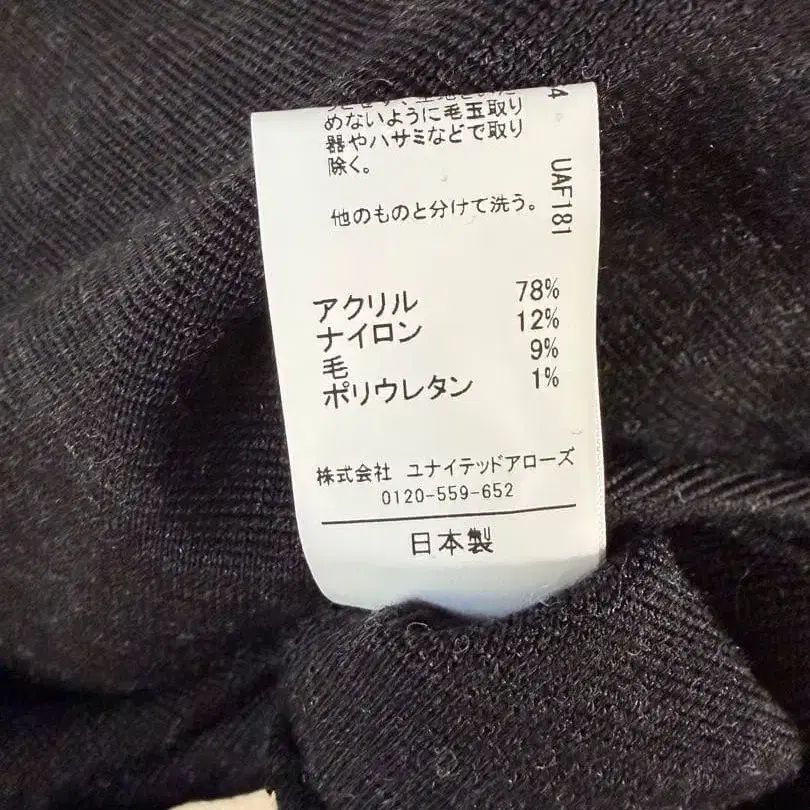 めないように毛玉取り
器やハサミなどで取り
除く。
他のものと分けて洗う。
4 UAF181
アクリル 78%
ナイロン 12%
毛 9%
ポリウレタン 1%
株式会社 ユナイテッドアローズ
0120-559-652
日本製